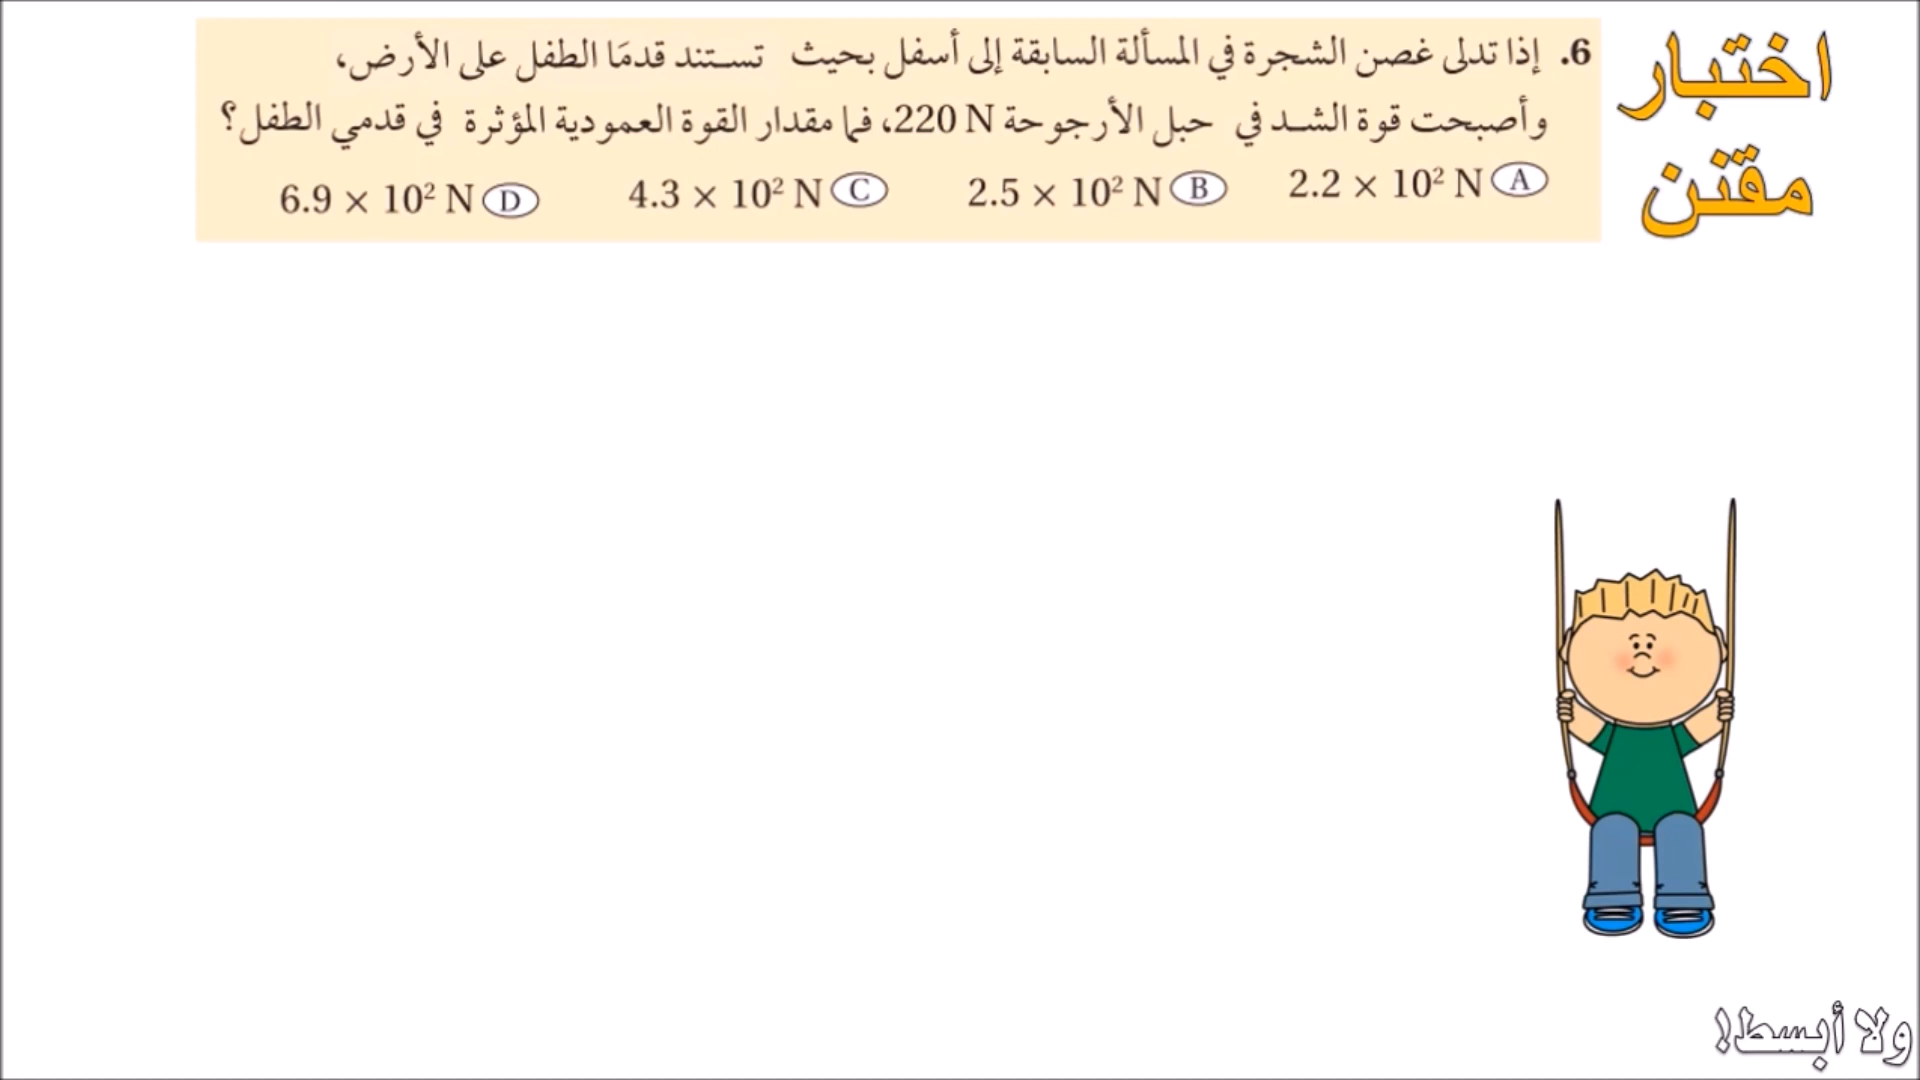 اختبار
مقنن
6. إذا تدلى غصن الشجرة في المسألة السابقة إلى أسفل بحيث تستند قدمَا الطفل على الأرض،
وأصبحت قوة الشد في حبل الأرجوحة 220 N، فما مقدار القوة العمودية المؤثرة في قدمي الطفل؟
A 2.2 × 10² N B 2.5 × 10² N C 4.3 × 10² N D 6.9 × 10² N
ولا أبسط!